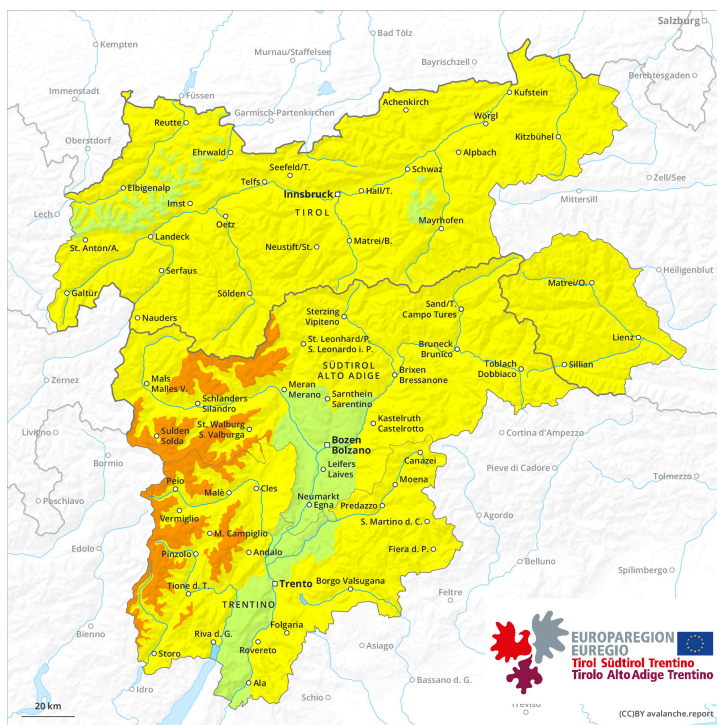 Salzburg
Kempten
Bad Tölz
Murnau/Staffelsee
Bayrischzell
Berchtesgaden
Immenstadt
Füssen
Garmisch-Partenkirchen
Achenkirch
Kufstein
Reutte
Wörgl
Oberstdorf
Ehrwald
Kitzbühel
Alpbach
Seefeld/T.
Schwaz
Zell/See
Elbigenalp
Telfs
Innsbruck
Hall/T.
Mittersill
Lech
Imst
TIROL
Mayrhofen
Oetz
St. Anton/A.
Landeck
Neustift/St.
Matrei/B.
Serfaus
Heiligenblut
Galtür
Sölden
Matrei/O.
Nauders
Sterzing
Vipiteno
Sand/T.
Campo Tures
St. Leonhard/P.
S. Leonardo i. P.
Bruneck
Brunico
Lienz
SÜDTIROL
ALTO ADIGE
Brixen
Bressanone
Toblach
Dobbiaco
Sillian
Zernez
Mals
Malles V.
Meran
Merano
Sarnthein
Sarentino
Schlanders
Silandro
St. Walburg
S. Valburga
Kastelruth
Castelrotto
Livigno
Sulden
Solda
Bozen
Bolzano
Cortina d'Ampezzo
Bormio
Canazei
Leifers
Laives
Pieve di Cadore
Tolmezzo
Poschiavo
Peio
Malè
Cles
Moena
Neumarkt
Egna
Predazzo
Vermiglio
Agordo
S. Martino d. C.
M. Campiglio
Edolo
Pinzolo
Andalo
Fiera d. P.
Belluno
Spilimbergo
Tione d. T.
Trento
Borgo Valsugana
Feltre
TRENTINO
Folgaria
Bienno
Riva d. G.
Rovereto
Asiago
Storo
EUROPAREGION
EUREGIO
Tirol Südtirol Trentino
Tirolo Alto Adige Trentino
Ala
Idro
Schio
Bassano d. G.
Treviso
20 km
(CC)BY avalanche.report